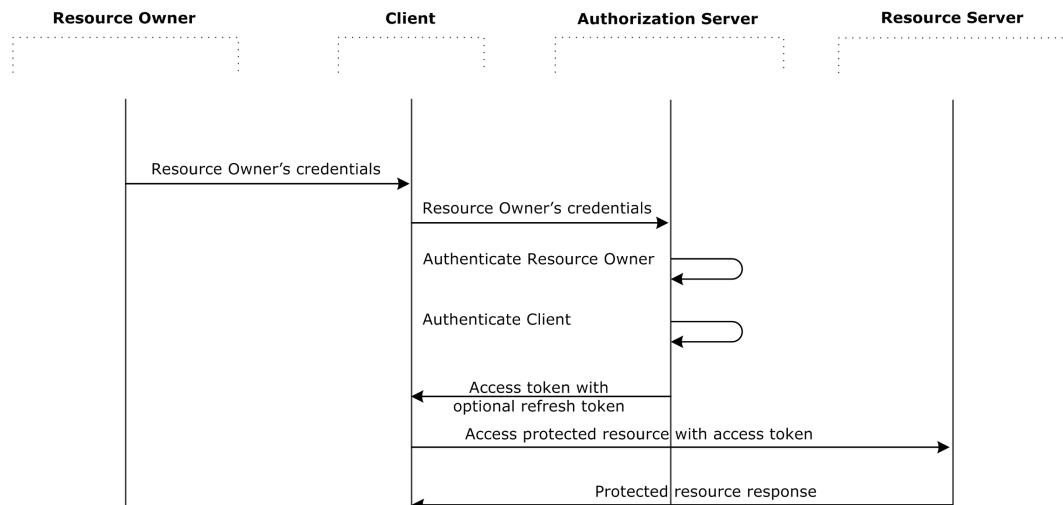 Resource Owner
Client
Authorization Server
Resource Server
Resource Owner’s credentials
Resource Owner’s credentials
Authenticate Resource Owner
Authenticate Client
Access token with
optional refresh token
Access protected resource with access token
Protected resource response